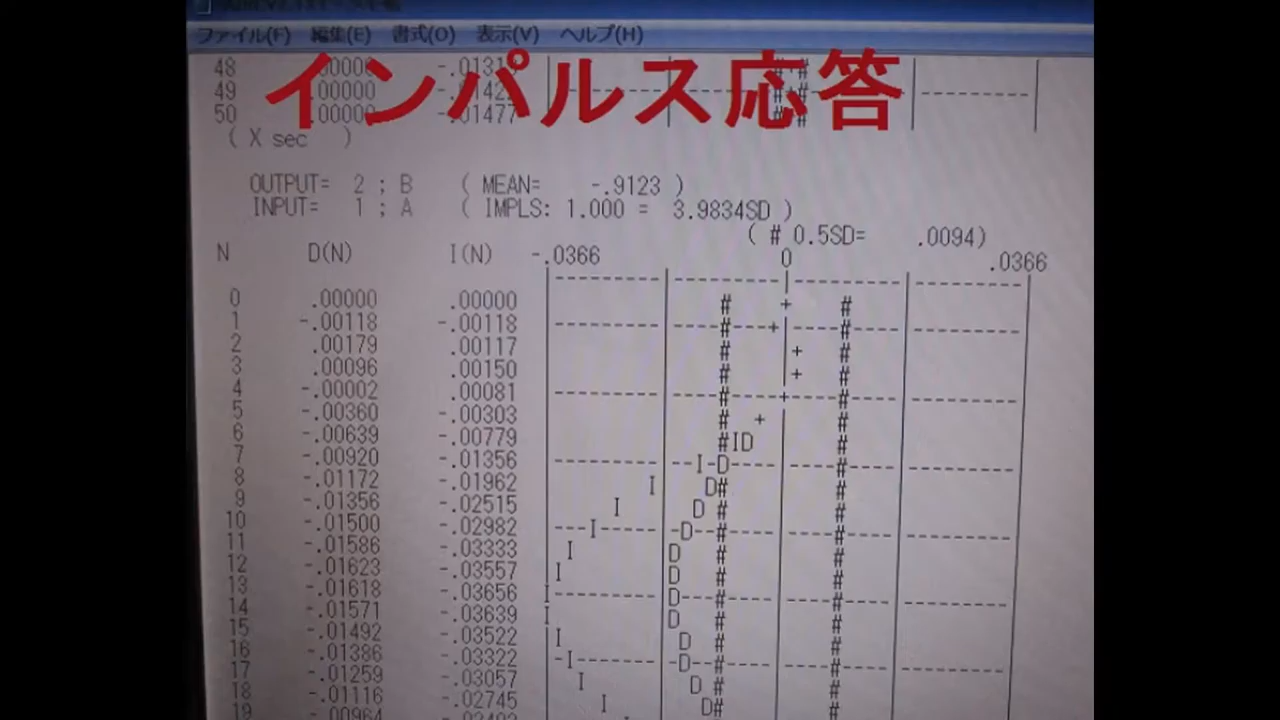 ファイル(F) 編集(E) 書式(O) 表示(V) ヘルプ(H)
インパルス応答
48
49 .00000
50 .00000 -.01477
( X sec )
OUTPUT= 2 ; B ( MEAN= -.9123 )
INPUT= 1 ; A ( IMPLS: 1.000 = 3.9834SD )
( # 0.5SD= .0094)
N D(N) I(N) -.0366 0 .0366
0 .00000 .00000 # + #
1 -.00118 -.00118 # + #
2 .00179 .00117 # + #
3 .00096 .00150 # + #
4 -.00002 .00081 # + #
5 -.00360 -.00303 # + #
6 -.00639 -.00779 #ID #
7 -.00920 -.01356 I D #
8 -.01172 -.01962 I D# #
9 -.01356 -.02515 I D # #
10 -.01500 -.02982 I D # #
11 -.01586 -.03333 I D # #
12 -.01623 -.03557 I D # #
13 -.01618 -.03656 I D # #
14 -.01571 -.03639 I D # #
15 -.01492 -.03522 I D # #
16 -.01386 -.03322 I D # #
17 -.01259 -.03057 I D # #
18 -.01116 -.02745 I D# #
19